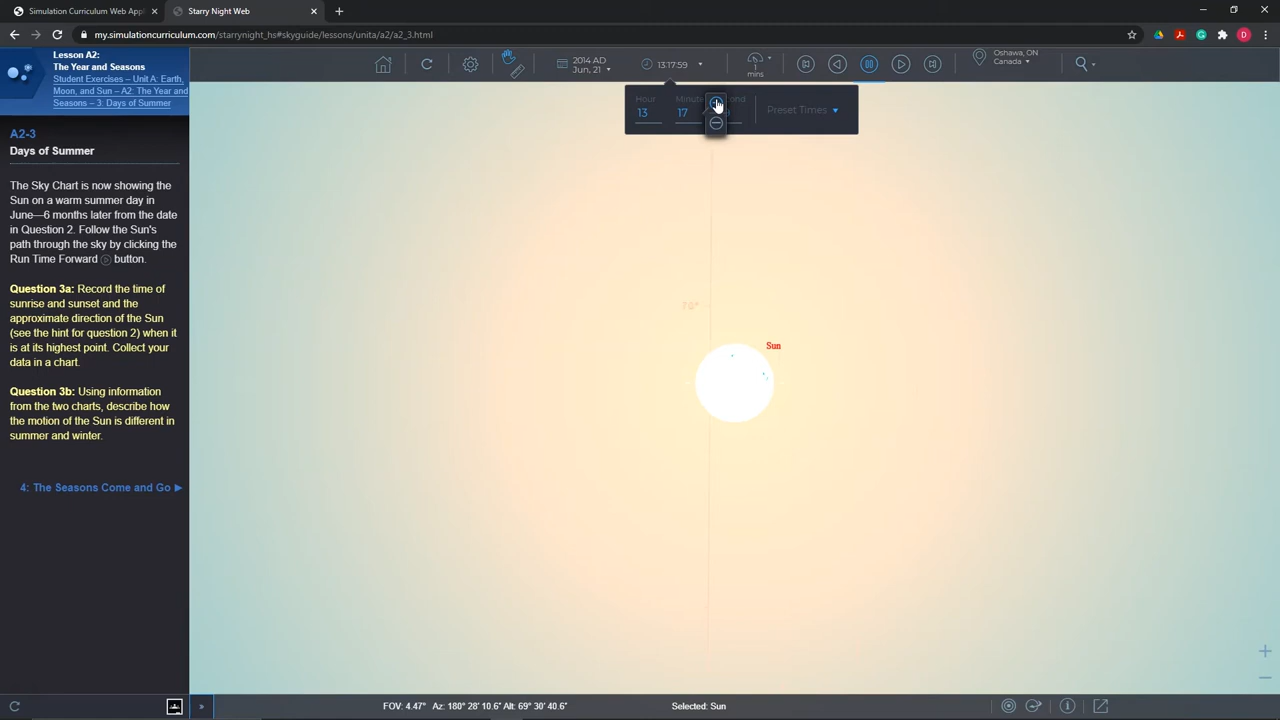 Simulation Curriculum Web Appl
Starry Night Web
my.simulationcurriculum.com/starrynight_hs#skyguide/lessons/unita/a2/a2_3.html
D
Lesson A2:
The Year and Seasons
Student Exercises – Unit A: Earth,
Moon, and Sun – A2: The Year and
Seasons – 3: Days of Summer
2014 AD
Jun, 21
13:17:59
1
mins
Oshawa, ON
Canada
Hour
Minute
13
17
Preset Times
A2-3
Days of Summer
The Sky Chart is now showing the
Sun on a warm summer day in
June—6 months later from the date
in Question 2. Follow the Sun's
path through the sky by clicking the
Run Time Forward button.
Question 3a: Record the time of
sunrise and sunset and the
approximate direction of the Sun
(see the hint for question 2) when it
is at its highest point. Collect your
data in a chart.
Question 3b: Using information
from the two charts, describe how
the motion of the Sun is different in
summer and winter.
4: The Seasons Come and Go
70°
Sun
FOV: 4.47° Az: 180° 28' 10.6" Alt: 69° 30' 40.6"
Selected: Sun